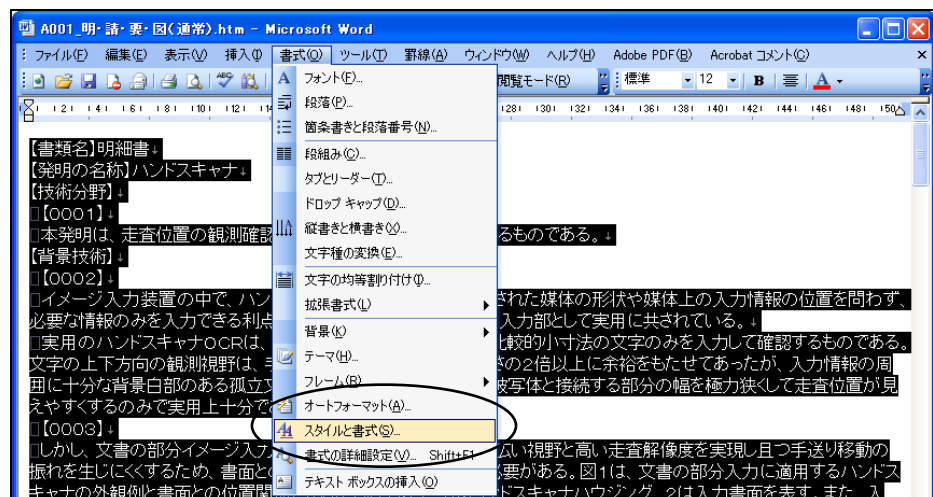 A001_明・請・要・図(通常).htm - Microsoft Word
ファイル(F) 編集(E) 表示(V) 挿入(I) 書式(O) ツール(T) 罫線(A) ウィンドウ(W) ヘルプ(H) Adobe PDF(B) Acrobat コメント(C)
閲覧モード(R) 標準 12 B A
フォント(F)...
段落(P)...
箇条書きと段落番号(N)...
段組み(C)...
タブとリーダー(T)...
ドロップ キャップ(D)...
縦書きと横書き(X)...
文字種の変換(E)...
文字の均等割り付け(I)...
拡張書式(L)
背景(K)
テーマ(H)...
フレーム(R)
オートフォーマット(A)...
スタイルと書式(S)...
書式の詳細設定(V)... Shift+F1
テキスト ボックスの挿入(O)
【書類名】明細書↓
【発明の名称】ハンドスキャナ↓
【技術分野】↓
□【0001】↓
□本発明は、走査位置の観測確認 るものである。↓
【背景技術】↓
□【0002】↓
□イメージ入力装置の中で、ハン された媒体の形状や媒体上の入力情報の位置を問わず、
必要な情報のみを入力できる利点 入力部として実用に共されている。↓
□実用のハンドスキャナOCRは、 比較的小寸法の文字のみを入力して確認するものである。
文字の上下方向の観測視野は、 さの2倍以上に余裕をもたせてあったが、入力情報の周
囲に十分な背景白部のある孤立 被写体と接続する部分の幅を極力狭くして走査位置が見
えやすくするのみで実用上十分で
□【0003】↓
□しかし、文書の部分イメージ入力 広い視野と高い走査解像度を実現し且つ手送り移動の
振れを生じにくくするため、書面と 必要がある。図1は、文書の部分入力に適用するハンドス
キャナの外観例と書面との位置関 ドスキャナハウジング、2は入力書面を表す。また、入